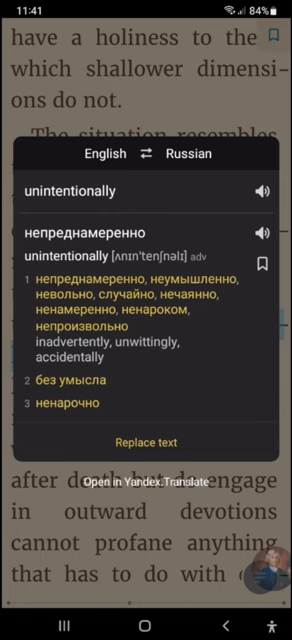 11:41
84%
have a holiness to the
which shallower dimensi-
ons do not.
The situation resembles
English
Russian
unintentionally
непреднамеренно
unintentionally [ʌnɪn'tenʃnəlɪ] adv
1 непреднамеренно, неумышленно,
невольно, случайно, нечаянно,
ненамеренно, ненароком,
непроизвольно
inadvertently, unwittingly,
accidentally
2 без умысла
3 ненарочно
Replace text
after death but do engage
Open in Yandex.Translate
in outward devotions
cannot profane anything
that has to do with